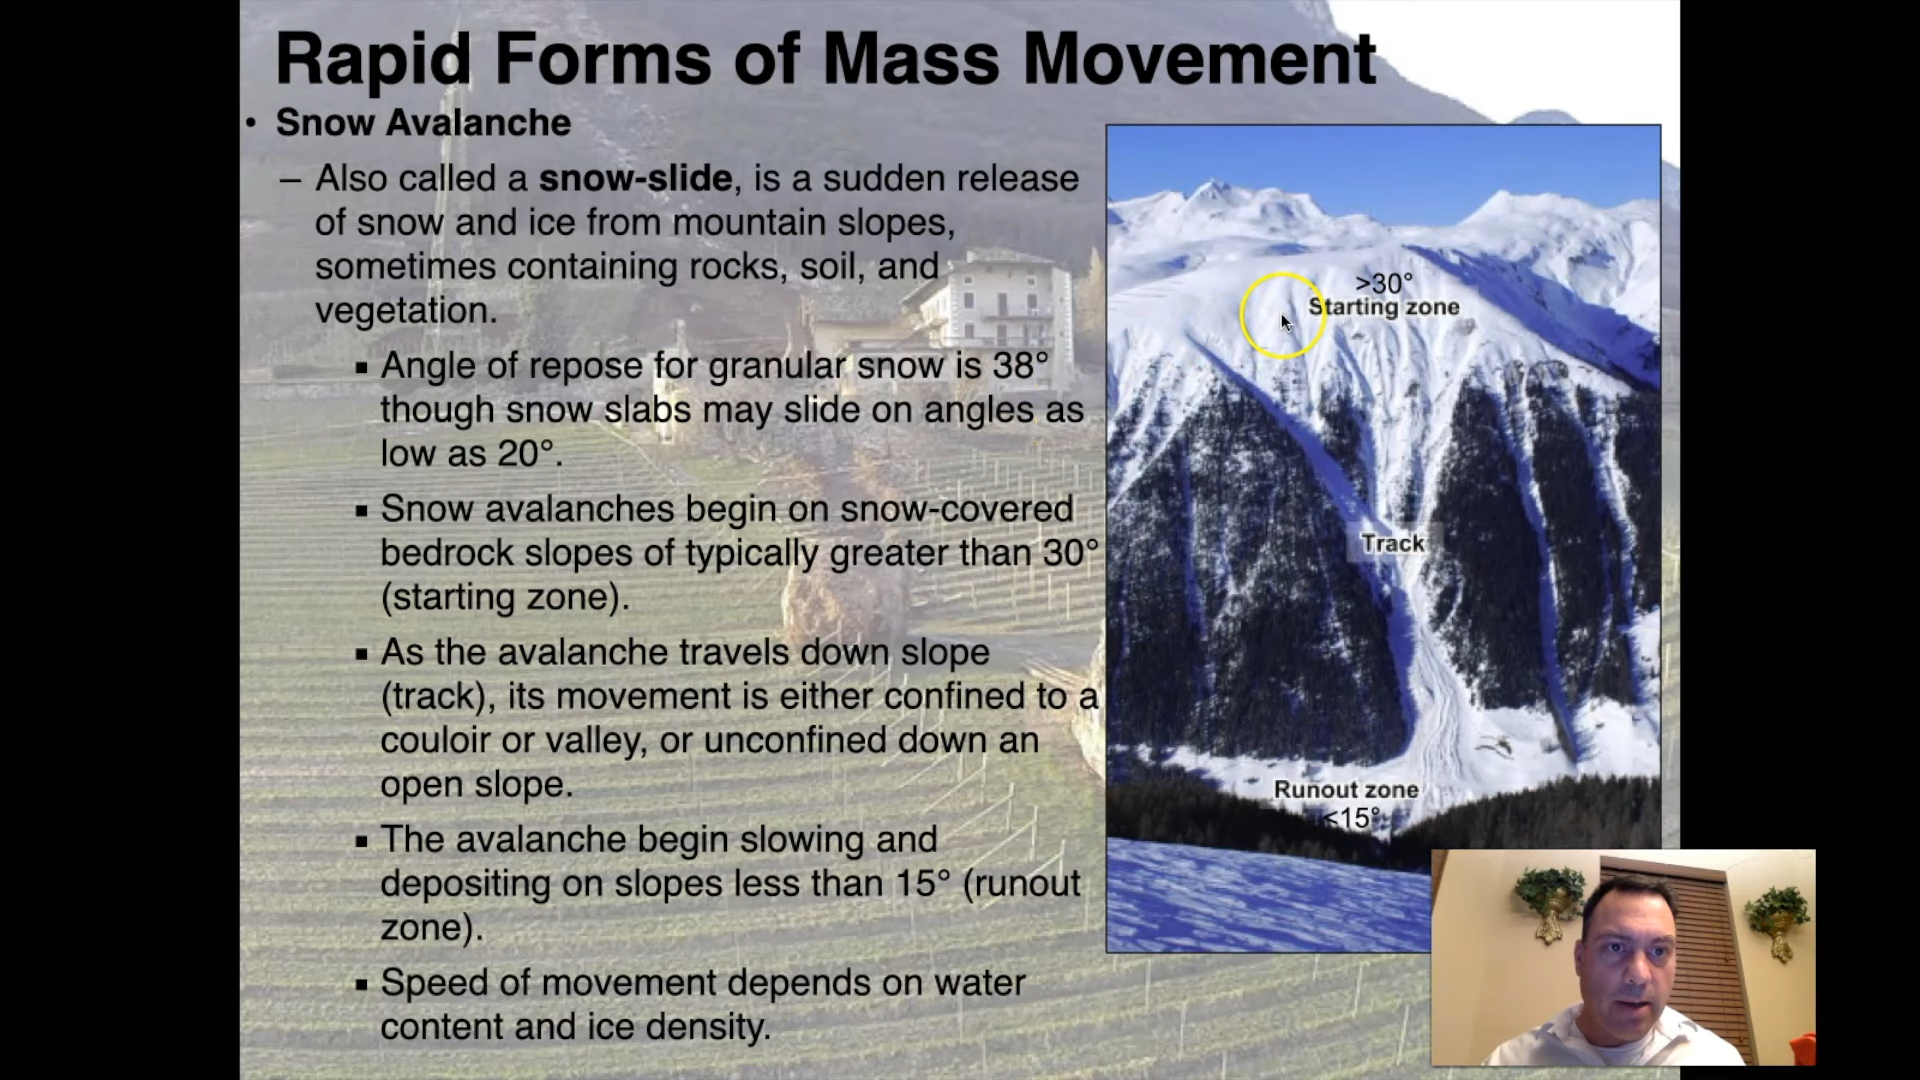 Rapid Forms of Mass Movement
• Snow Avalanche
– Also called a snow-slide, is a sudden release
of snow and ice from mountain slopes,
sometimes containing rocks, soil, and
vegetation.
▪ Angle of repose for granular snow is 38°
though snow slabs may slide on angles as
low as 20°.
▪ Snow avalanches begin on snow-covered
bedrock slopes of typically greater than 30°
(starting zone).
▪ As the avalanche travels down slope
(track), its movement is either confined to a
couloir or valley, or unconfined down an
open slope.
▪ The avalanche begin slowing and
depositing on slopes less than 15° (runout
zone).
▪ Speed of movement depends on water
content and ice density.
>30°
Starting zone
Track
Runout zone
<15°